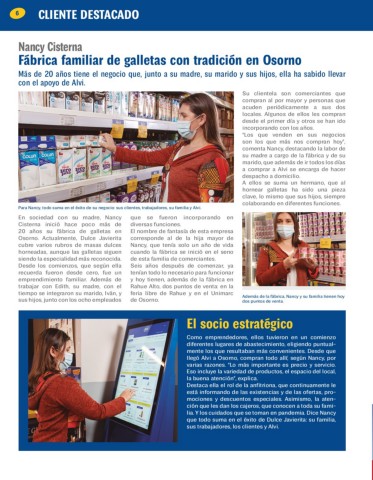 6
CLIENTE DESTACADO
Nancy Cisterna
Fábrica familiar de galletas con tradición en Osorno
Más de 20 años tiene el negocio que, junto a su madre, su marido y sus hijos, ella ha sabido llevar
con el apoyo de Alvi.
Para Nancy, todo suma en el éxito de su negocio: sus clientes, trabajadores, su familia y Alvi.
En sociedad con su madre, Nancy
Cisterna inició hace poco más de
20 años su fábrica de galletas en
Osorno. Actualmente, Dulce Javierita
cubre varios rubros de masas dulces
horneadas, aunque las galletas siguen
siendo la especialidad más reconocida.
Desde los comienzos, que según ella
recuerda fueron desde cero, fue un
emprendimiento familiar. Además de
trabajar con Edith, su madre, con el
tiempo se integraron su marido, Iván, y
sus hijos, junto con los ocho empleados
que se fueron incorporando en
diversas funciones.
El nombre de fantasía de esta empresa
corresponde al de la hija mayor de
Nancy, que tenía solo un año de vida
cuando la fábrica se inició en el seno
de esta familia de comerciantes.
Seis años después de comenzar, ya
tenían todo lo necesario para funcionar
y hoy tienen, además de la fábrica en
Rahue Alto, dos puntos de venta en la
feria libre de Rahue y en el Unimarc
de Osorno.
Su clientela son comerciantes que
compran al por mayor y personas que
acuden periódicamente a sus dos
locales. Algunos de ellos les compran
desde el primer día y otros se han ido
incorporando con los años.
"Los que venden en sus negocios
son los que más nos compran hoy",
comenta Nancy, destacando la labor de
su madre a cargo de la fábrica y de su
marido, que además de ir todos los días
a comprar a Alvi se encarga de hacer
despacho a domicilio.
A ellos se suma un hermano, que al
hornear galletas ha sido una pieza
clave, lo mismo que sus hijos, siempre
colaborando en diferentes funciones.
Además de la fábrica, Nancy y su familia tienen hoy
dos puntos de venta.
El socio estratégico
Como emprendedores, ellos tuvieron en un comienzo
diferentes lugares de abastecimiento, eligiendo puntual-
mente los que resultaban más convenientes. Desde que
llegó Alvi a Osorno, compran todo allí, según Nancy, por
varias razones. "Lo más importante es precio y servicio.
Eso incluye la variedad de productos, el espacio del local,
la buena atención", explica.
Destaca ella el rol de la anfitriona, que continuamente le
está informando de las existencias y de las ofertas, pro-
mociones y descuentos especiales. Asimismo, la aten-
ción que les dan los cajeros, que conocen a toda su fami-
lia. Y los cuidados que se toman en pandemia. Dice Nancy
que todo suma en el éxito de Dulce Javierita: su familia,
sus trabajadores, los clientes y Alvi.